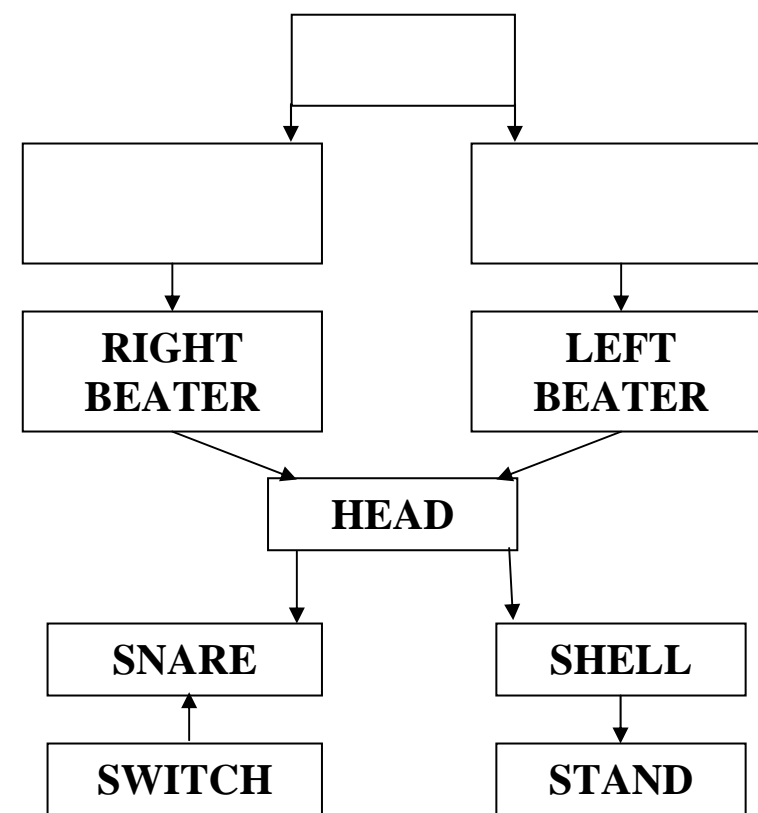 RIGHT
BEATER
LEFT
BEATER
HEAD
SNARE
SHELL
SWITCH
STAND